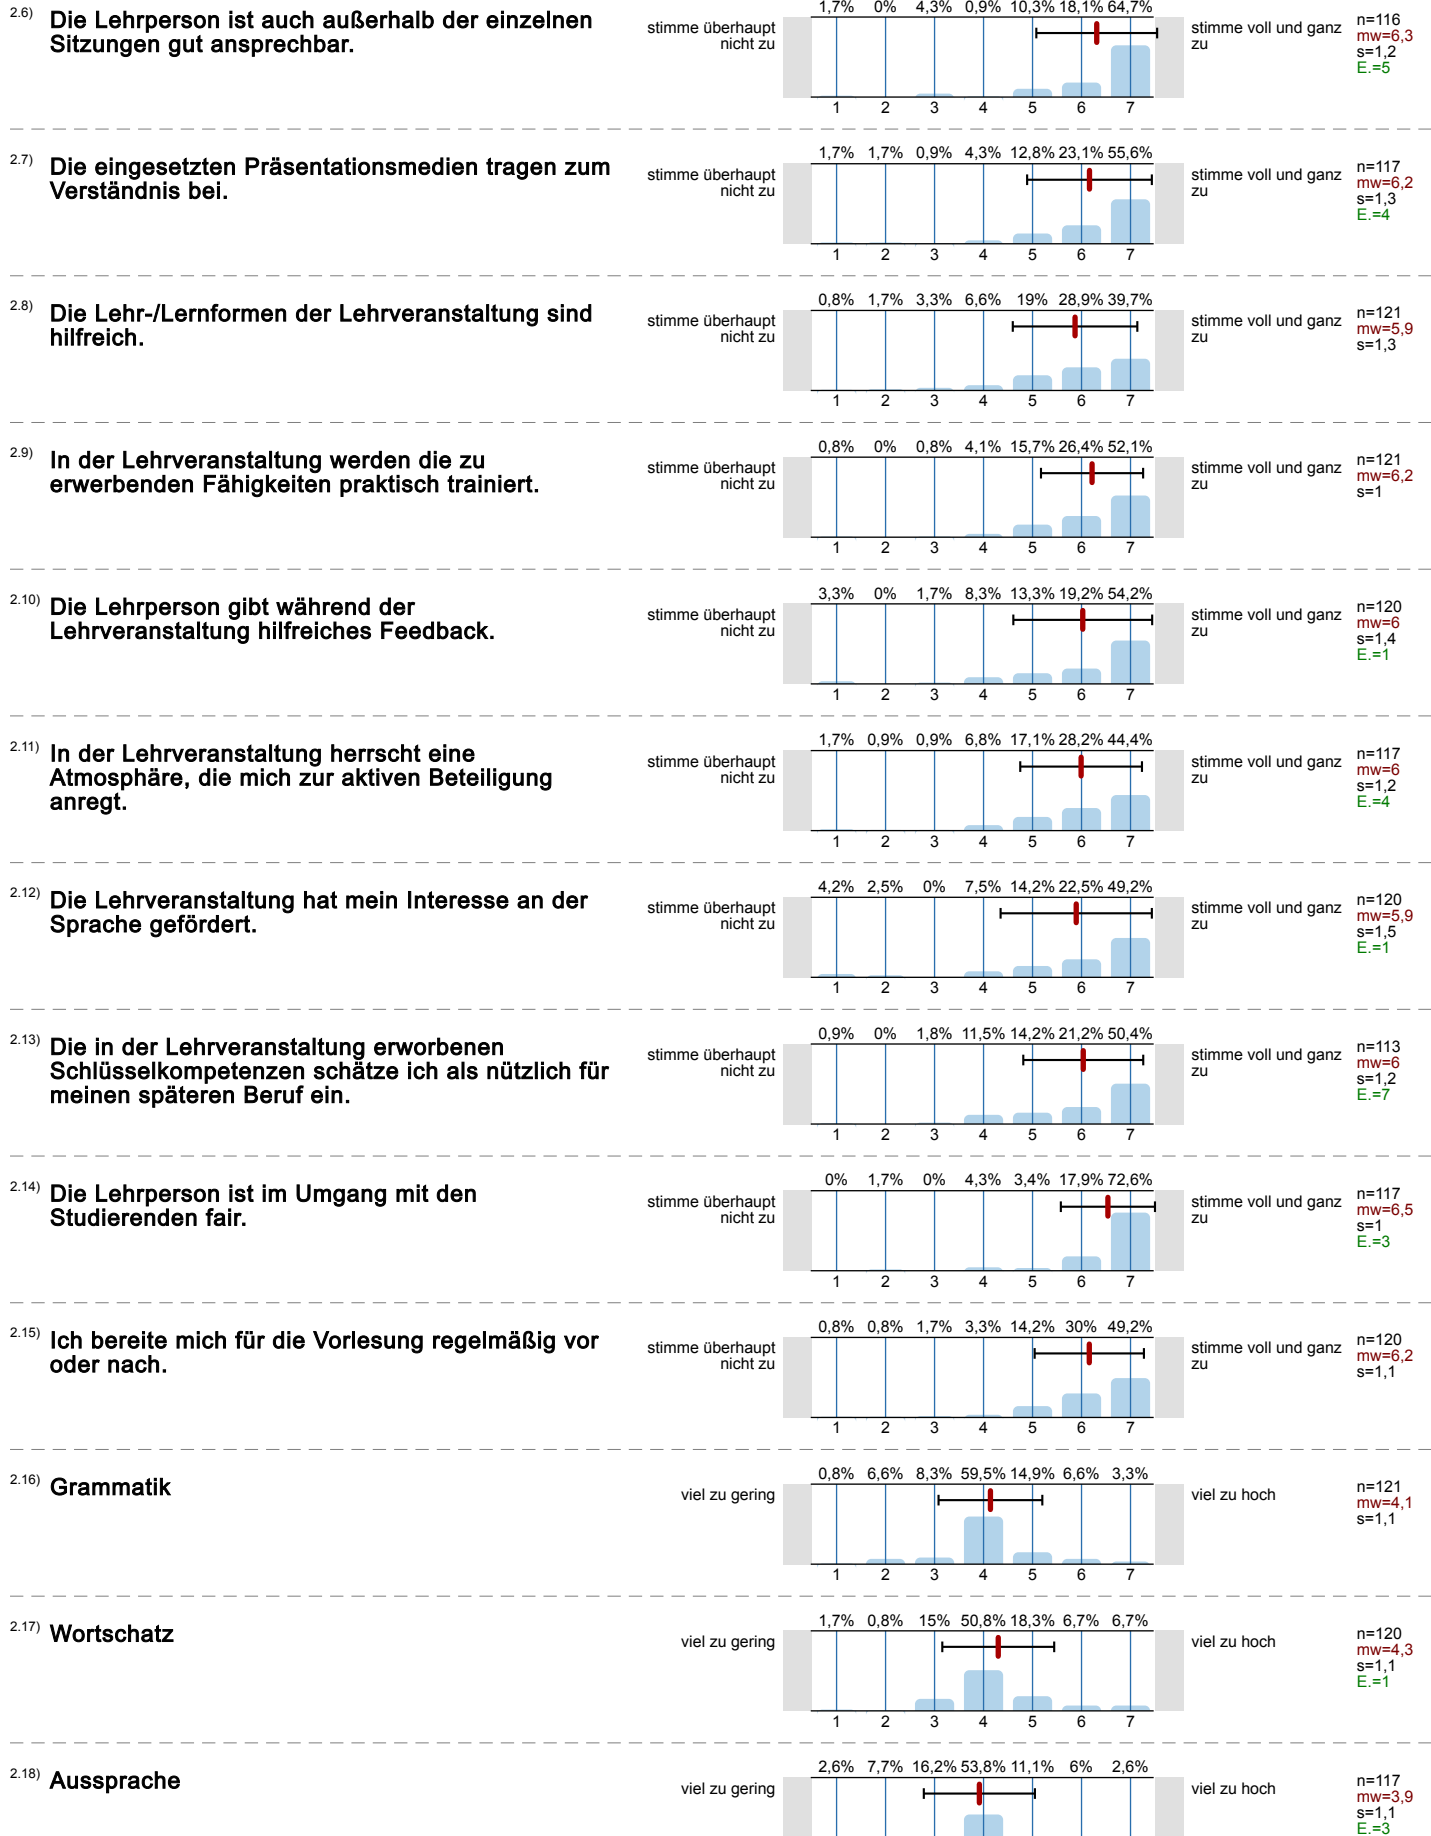 2.6) Die Lehrperson ist auch außerhalb der einzelnen
Sitzungen gut ansprechbar.
stimme überhaupt
nicht zu
1,7% 0% 4,3% 0,9% 10,3% 18,1% 64,7%
1 2 3 4 5 6 7
stimme voll und ganz
zu
n=116
mw=6,3
s=1,2
E.=5
2.7) Die eingesetzten Präsentationsmedien tragen zum
Verständnis bei.
stimme überhaupt
nicht zu
1,7% 1,7% 0,9% 4,3% 12,8% 23,1% 55,6%
1 2 3 4 5 6 7
stimme voll und ganz
zu
n=117
mw=6,2
s=1,3
E.=4
2.8) Die Lehr-/Lernformen der Lehrveranstaltung sind
hilfreich.
stimme überhaupt
nicht zu
0,8% 1,7% 3,3% 6,6% 19% 28,9% 39,7%
1 2 3 4 5 6 7
stimme voll und ganz
zu
n=121
mw=5,9
s=1,3
2.9) In der Lehrveranstaltung werden die zu
erwerbenden Fähigkeiten praktisch trainiert.
stimme überhaupt
nicht zu
0,8% 0% 0,8% 4,1% 15,7% 26,4% 52,1%
1 2 3 4 5 6 7
stimme voll und ganz
zu
n=121
mw=6,2
s=1
2.10) Die Lehrperson gibt während der
Lehrveranstaltung hilfreiches Feedback.
stimme überhaupt
nicht zu
3,3% 0% 1,7% 8,3% 13,3% 19,2% 54,2%
1 2 3 4 5 6 7
stimme voll und ganz
zu
n=120
mw=6
s=1,4
E.=1
2.11) In der Lehrveranstaltung herrscht eine
Atmosphäre, die mich zur aktiven Beteiligung
anregt.
stimme überhaupt
nicht zu
1,7% 0,9% 0,9% 6,8% 17,1% 28,2% 44,4%
1 2 3 4 5 6 7
stimme voll und ganz
zu
n=117
mw=6
s=1,2
E.=4
2.12) Die Lehrveranstaltung hat mein Interesse an der
Sprache gefördert.
stimme überhaupt
nicht zu
4,2% 2,5% 0% 7,5% 14,2% 22,5% 49,2%
1 2 3 4 5 6 7
stimme voll und ganz
zu
n=120
mw=5,9
s=1,5
E.=1
2.13) Die in der Lehrveranstaltung erworbenen
Schlüsselkompetenzen schätze ich als nützlich für
meinen späteren Beruf ein.
stimme überhaupt
nicht zu
0,9% 0% 1,8% 11,5% 14,2% 21,2% 50,4%
1 2 3 4 5 6 7
stimme voll und ganz
zu
n=113
mw=6
s=1,2
E.=7
2.14) Die Lehrperson ist im Umgang mit den
Studierenden fair.
stimme überhaupt
nicht zu
0% 1,7% 0% 4,3% 3,4% 17,9% 72,6%
1 2 3 4 5 6 7
stimme voll und ganz
zu
n=117
mw=6,5
s=1
E.=3
2.15) Ich bereite mich für die Vorlesung regelmäßig vor
oder nach.
stimme überhaupt
nicht zu
0,8% 0,8% 1,7% 3,3% 14,2% 30% 49,2%
1 2 3 4 5 6 7
stimme voll und ganz
zu
n=120
mw=6,2
s=1,1
2.16) Grammatik
viel zu gering
0,8% 6,6% 8,3% 59,5% 14,9% 6,6% 3,3%
1 2 3 4 5 6 7
viel zu hoch
n=121
mw=4,1
s=1,1
2.17) Wortschatz
viel zu gering
1,7% 0,8% 15% 50,8% 18,3% 6,7% 6,7%
1 2 3 4 5 6 7
viel zu hoch
n=120
mw=4,3
s=1,1
E.=1
2.18) Aussprache
viel zu gering
2,6% 7,7% 16,2% 53,8% 11,1% 6% 2,6%
viel zu hoch
n=117
mw=3,9
s=1,1
E.=3